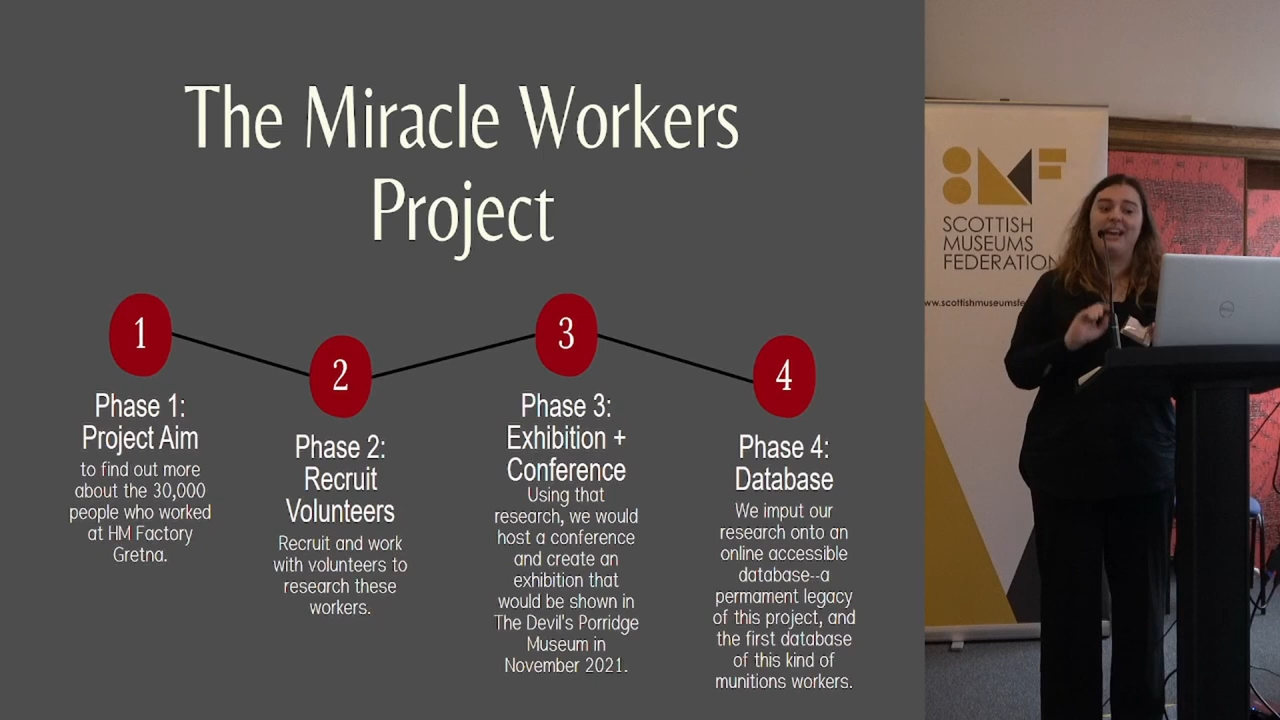 The Miracle Workers
Project
1
Phase 1:
Project Aim
to find out more
about the 30,000
people who worked
at HM Factory
Gretna.
2
Phase 2:
Recruit
Volunteers
Recruit and work
with volunteers to
research these
workers.
3
Phase 3:
Exhibition +
Conference
Using that
research, we would
host a conference
and create an
exhibition that
would be shown in
The Devil's Porridge
Museum in
November 2021.
4
Phase 4:
Database
We imput our
research onto an
online accessible
database--a
permament legacy
of this project, and
the first database
of this kind of
munitions workers.
SMF
SCOTTISH
MUSEUMS
FEDERATION
DELL